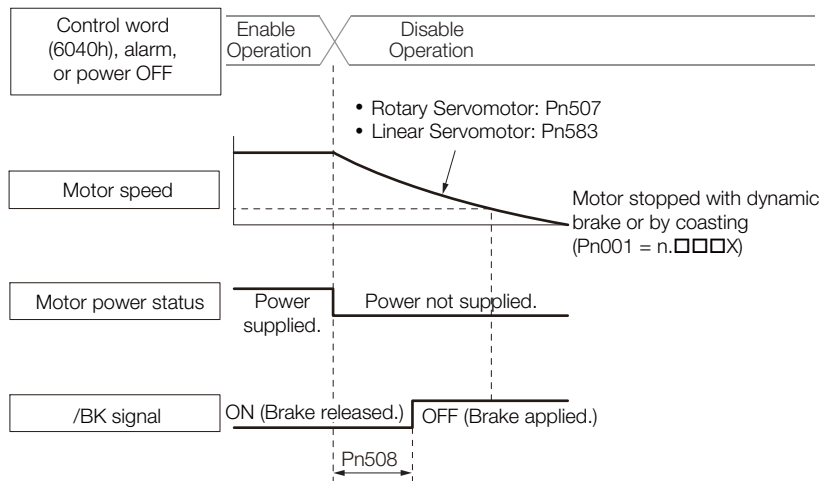 Control word
(6040h), alarm,
or power OFF
Enable
Operation
Disable
Operation
• Rotary Servomotor: Pn507
• Linear Servomotor: Pn583
Motor speed
Motor stopped with dynamic
brake or by coasting
(Pn001 = n.□□□X)
Motor power status
Power
supplied.
Power not supplied.
/BK signal
ON (Brake released.)
OFF (Brake applied.)
Pn508